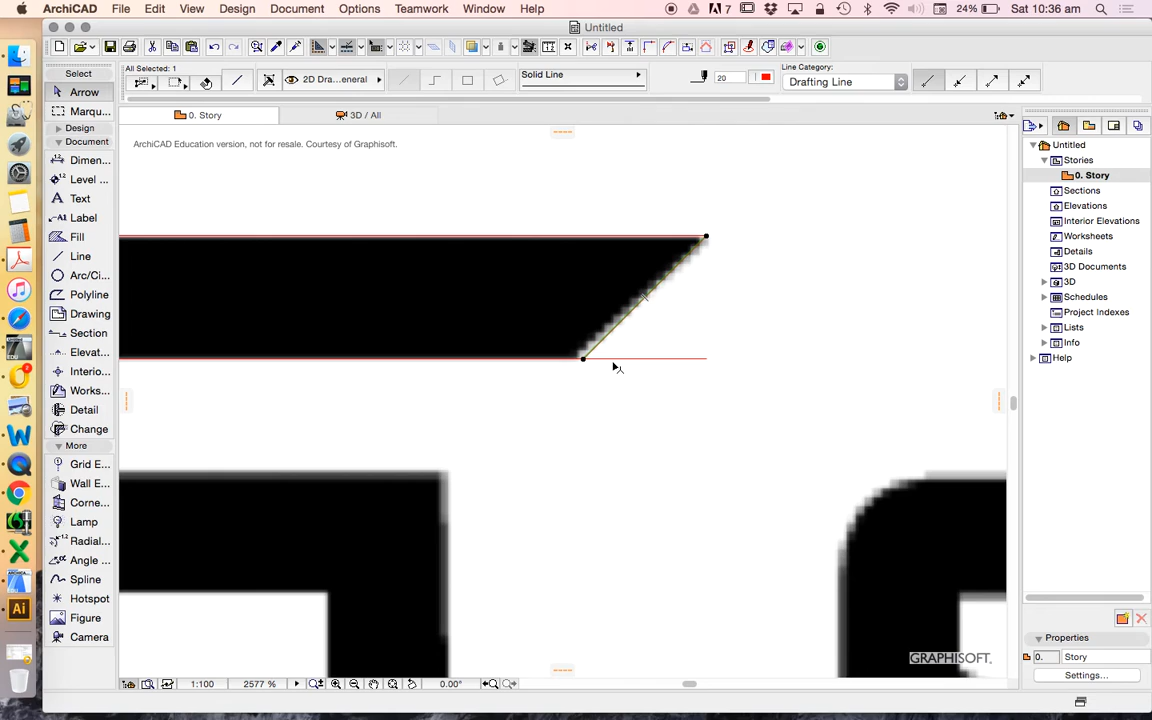 ArchiCAD File Edit View Design Document Options Teamwork Window Help 7 24% Sat 10:36 am
Untitled
Select
All Selected: 1
Arrow
Marqu...
Design
Document
Dimen...
Level ...
Text
Label
Fill
Line
Arc/Ci...
Polyline
Drawing
Section
Elevat...
Interio...
Works...
Detail
Change
More
Grid E...
Wall E...
Corne...
Lamp
Radial...
Angle ...
Spline
Hotspot
Figure
Camera
2D Dra...eneral
Solid Line
20
Line Category:
Drafting Line
0. Story
3D / All
ArchiCAD Education version, not for resale. Courtesy of Graphisoft.
GRAPHISOFT.
1:100 2577 % 0.00°
Untitled
Stories
0. Story
Sections
Elevations
Interior Elevations
Worksheets
Details
3D Documents
3D
Schedules
Project Indexes
Lists
Info
Help
Properties
0. Story
Settings...